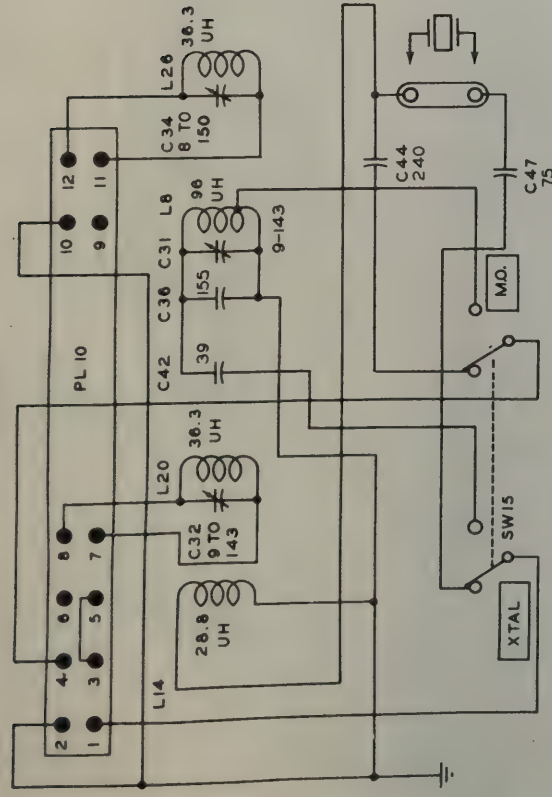 12
11
10
9
8
7
6
5
4
3
2
1
PL 10
L26
36.3
UH
C34
8 TO
150
L8
96
UH
9-143
C31
C36
155
C42
39
L20
36.3
UH
C32
9 TO
143
L14
28.8
UH
C44
240
C47
75
M.O.
SW15
XTAL